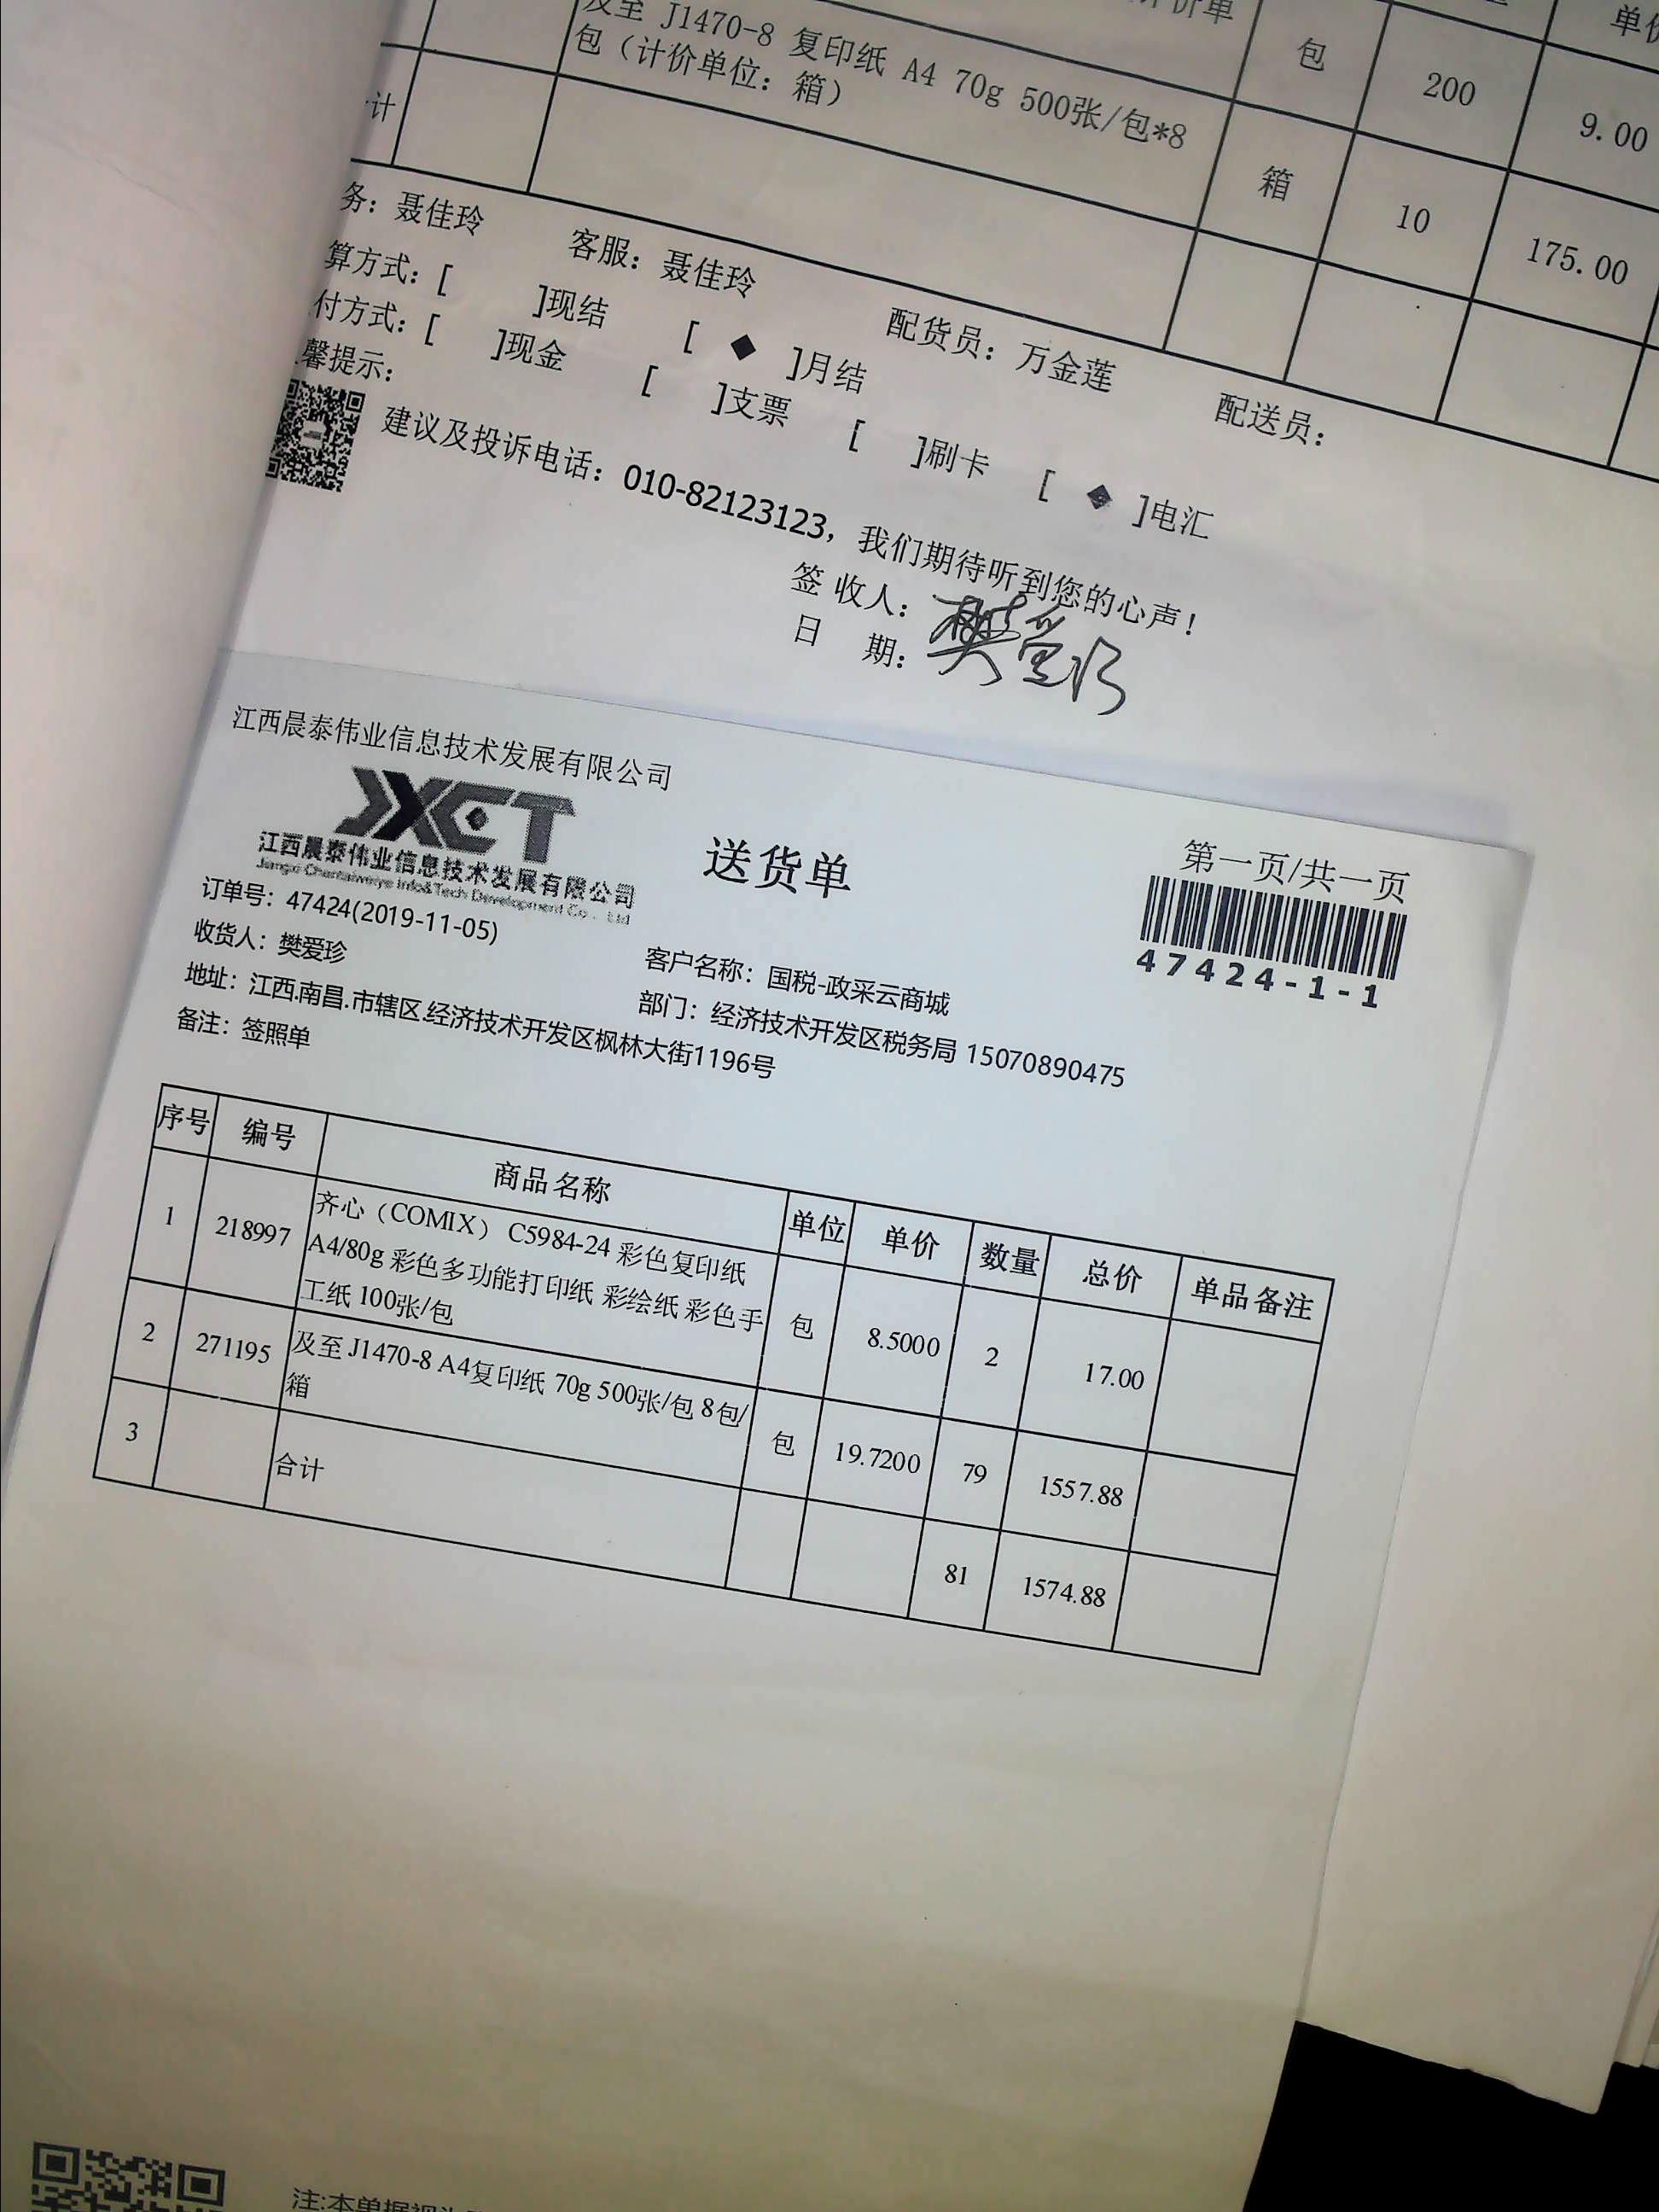 及至 J1470-8 复印纸 A4 70g 500张/包*8
包（计价单位：箱）
包 200 9.00
箱 10 175.00
计
务：聂佳玲 客服：聂佳玲 配货员：万金莲 配送员：
算方式：[ ]现结 [ ◆ ]月结
付方式：[ ]现金 [ ]支票 [ ]刷卡 [ ◆ ]电汇
馨提示：
建议及投诉电话：010-82123123，我们期待听到您的心声！
签 收人：樊爱珍
日 期：
江西晨泰伟业信息技术发展有限公司
JXCT
江西晨泰伟业信息技术发展有限公司
Jiangxi Chentaiweiye Info&Tech Development Co., Ltd
送货单
第一页/共一页
47424-1-1
订单号：47424(2019-11-05)
收货人：樊爱珍 客户名称：国税-政采云商城
地址：江西.南昌.市辖区.经济技术开发区枫林大街1196号 部门：经济技术开发区税务局 15070890475
备注：签照单
序号 编号 商品名称 单位 单价 数量 总价 单品备注
1 218997 齐心（COMIX） C5984-24 彩色复印纸
A4/80g 彩色多功能打印纸 彩绘纸 彩色手
工纸 100张/包 包 8.5000 2 17.00
2 271195 及至 J1470-8 A4复印纸 70g 500张/包 8包/
箱 包 19.7200 79 1557.88
3 合计 81 1574.88